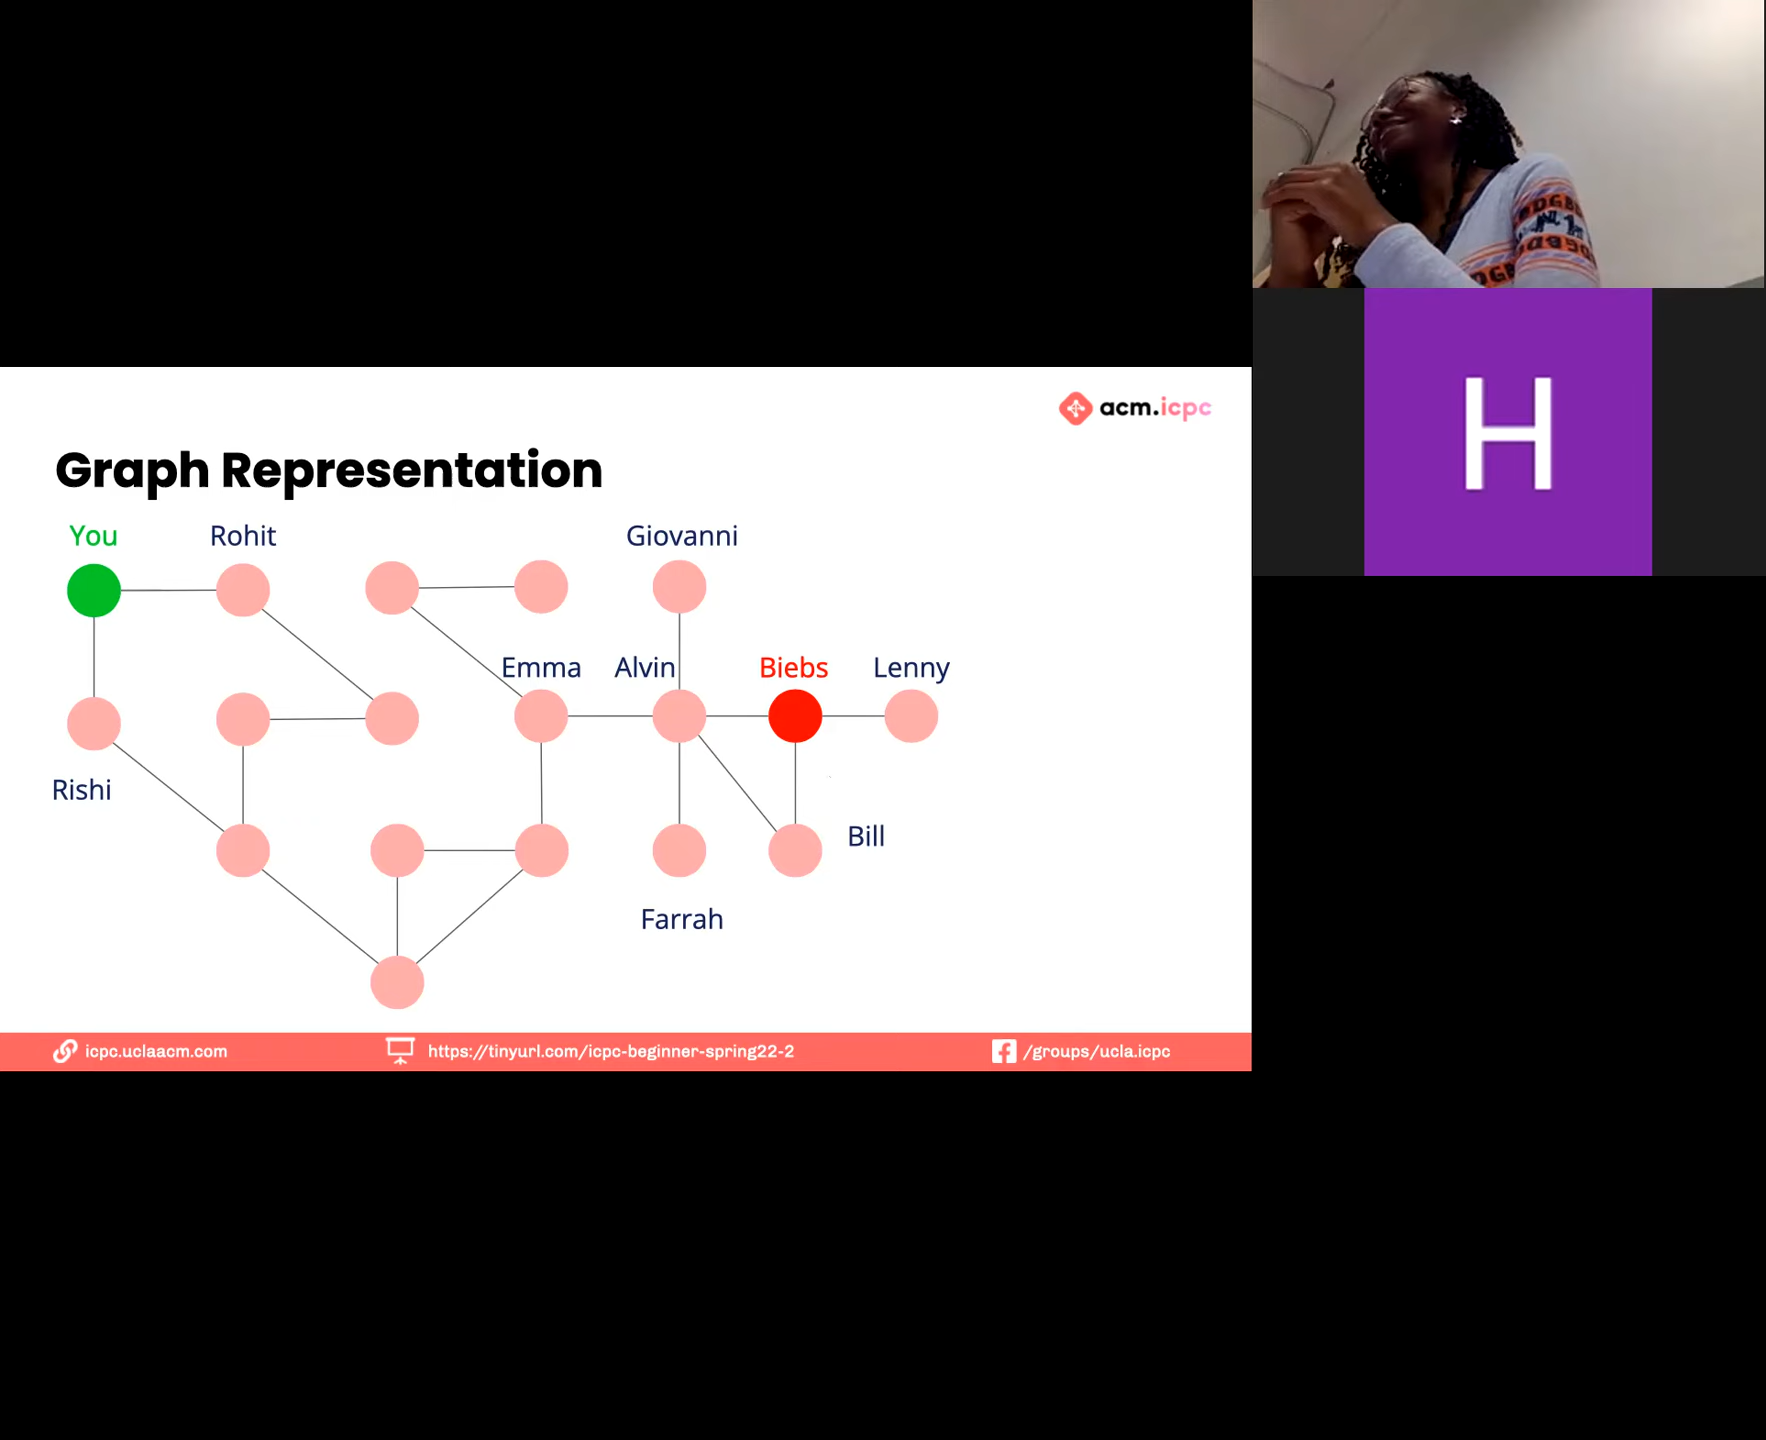 acm.icpc
Graph Representation
You
Rohit
Giovanni
Emma
Alvin
Biebs
Lenny
Rishi
Bill
Farrah
icpc.uclaacm.com
https://tinyurl.com/icpc-beginner-spring22-2
/groups/ucla.icpc
H